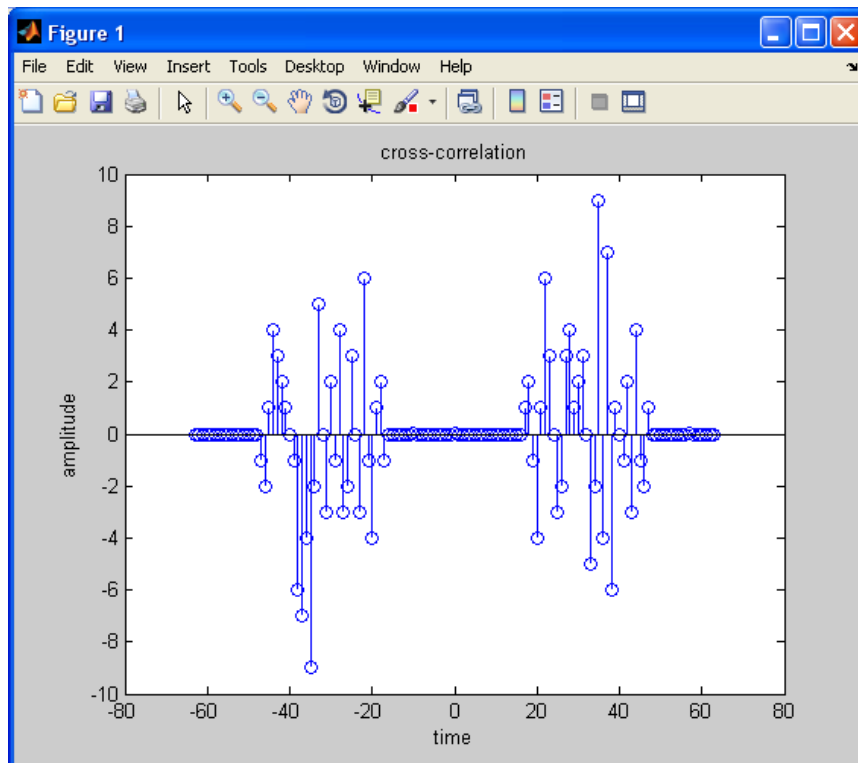 Figure 1
File Edit View Insert Tools Desktop Window Help
cross-correlation
10
8
6
4
2
0
-2
-4
-6
-8
-10
amplitude
-80 -60 -40 -20 0 20 40 60 80
time